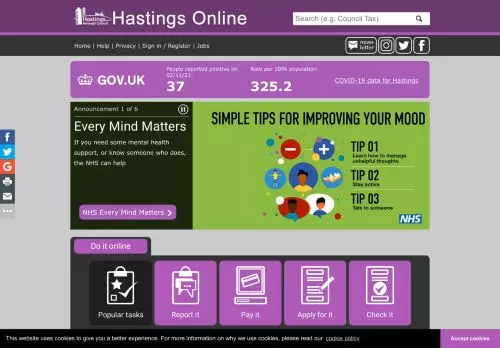 Hastings
Borough Council
Hastings Online
Search (e.g. Council Tax)
Home | Help | Privacy | Sign in / Register | Jobs
news
letter
GOV.UK
People reported positive on
02/11/21:
37
Rate per 100k population:
325.2
COVID-19 data for Hastings
Announcement 1 of 6
Every Mind Matters
If you need some mental health
support, or know someone who does,
the NHS can help
NHS Every Mind Matters
SIMPLE TIPS FOR IMPROVING YOUR MOOD
TIP 01
Learn how to manage
unhelpful thoughts
TIP 02
Stay active
TIP 03
Talk to someone
NHS
Do it online
Popular tasks
Report it
Pay it
Apply for it
Check it
This website uses cookies to give you a better experience. For more information on why we use cookies, please read our cookie policy
Accept cookies